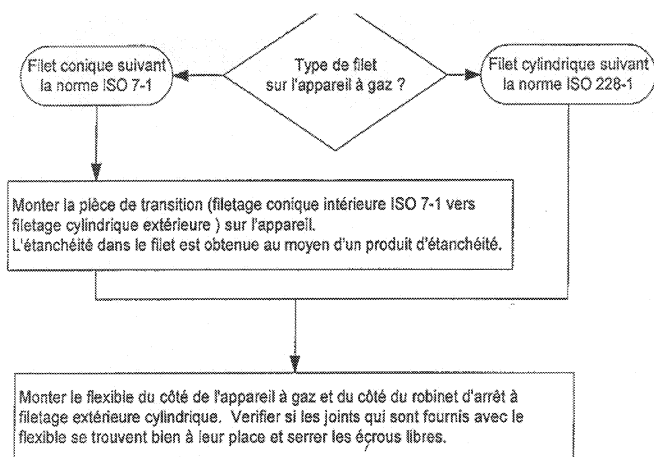 Type de filet
sur l'appareil à gaz ?
Filet conique suivant
la norme ISO 7-1
Filet cylindrique suivant
la norme ISO 228-1
Monter la pièce de transition (filetage conique intérieure ISO 7-1 vers
filetage cylindrique extérieure ) sur l'appareil.
L'étanchéité dans le filet est obtenue au moyen d'un produit d'étanchéité.
Monter le flexible du côté de l'appareil à gaz et du côté du robinet d'arrêt à
filetage extérieure cylindrique. Verifier si les joints qui sont fournis avec le
flexible se trouvent bien à leur place et serrer les écrous libres.